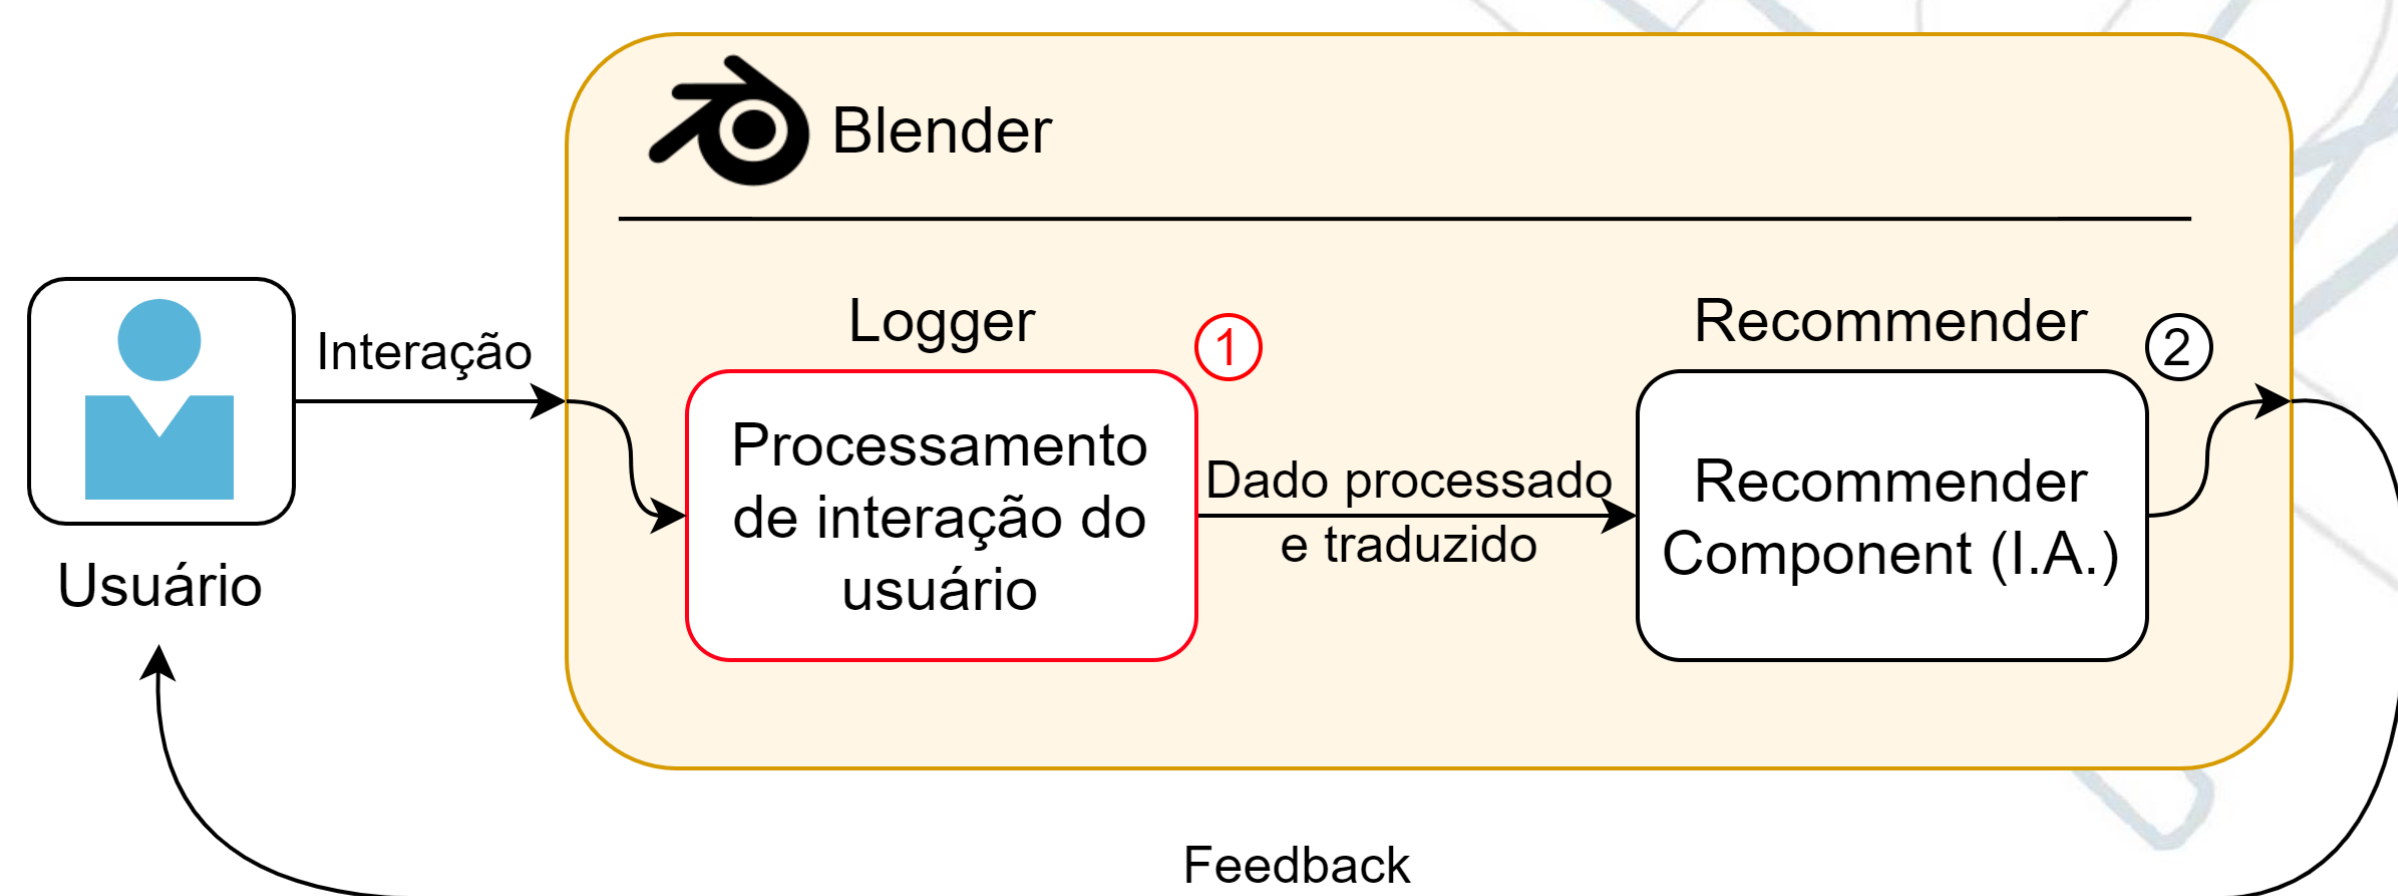 Blender
Logger
1
Recommender
2
Interação
Processamento
de interação do
usuário
Dado processado
e traduzido
Recommender
Component (I.A.)
Usuário
Feedback